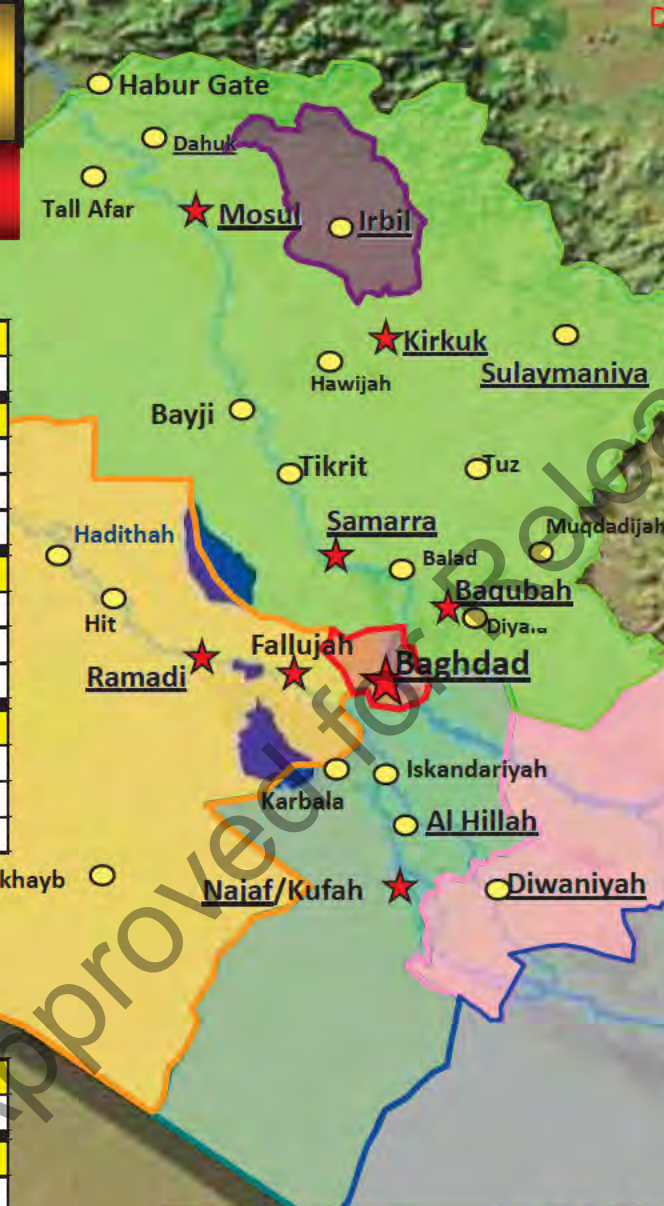 D
Habur Gate
Dahuk
Tall Afar
Mosul
Irbil
Kirkuk
Hawijah
Sulaymaniya
Bayji
Tikrit
Tuz
Samarra
Muqdadijah
Hadithah
Balad
Baqubah
Hit
Diyala
Fallujah
Ramadi
Baghdad
Iskandariyah
Karbala
Al Hillah
khayb
Najaf/Kufah
Diwaniyah
Approved for Relea